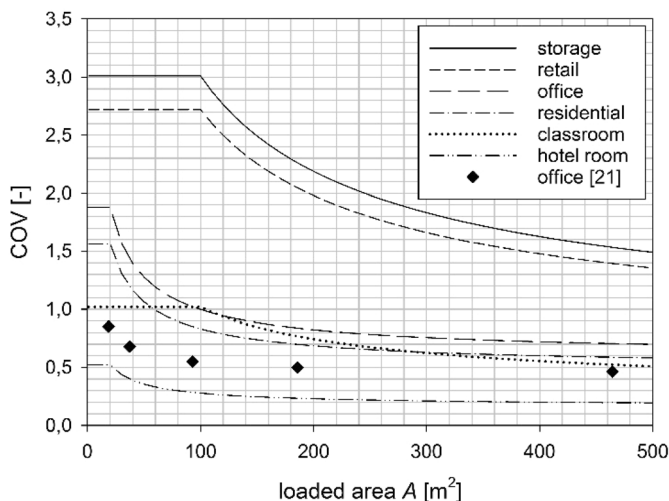 3,5
3,0
2,5
2,0
1,5
1,0
0,5
0,0
COV [-]
storage
retail
office
residential
classroom
hotel room
office [21]
0 100 200 300 400 500
loaded area A [m²]